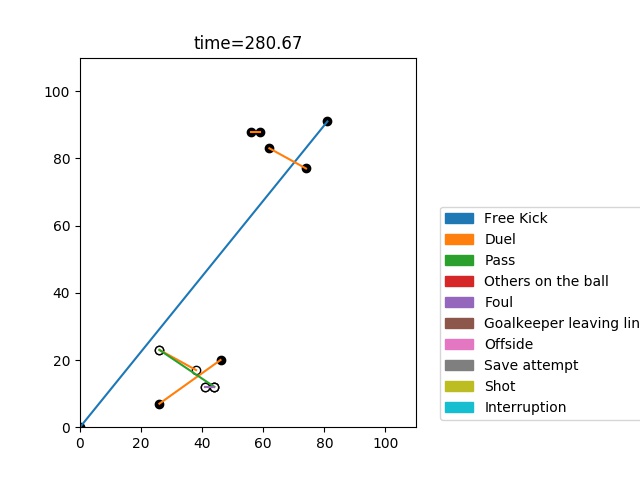 time=280.67
100
80
60
40
20
0
0 20 40 60 80 100
Free Kick
Duel
Pass
Others on the ball
Foul
Goalkeeper leaving lin
Offside
Save attempt
Shot
Interruption